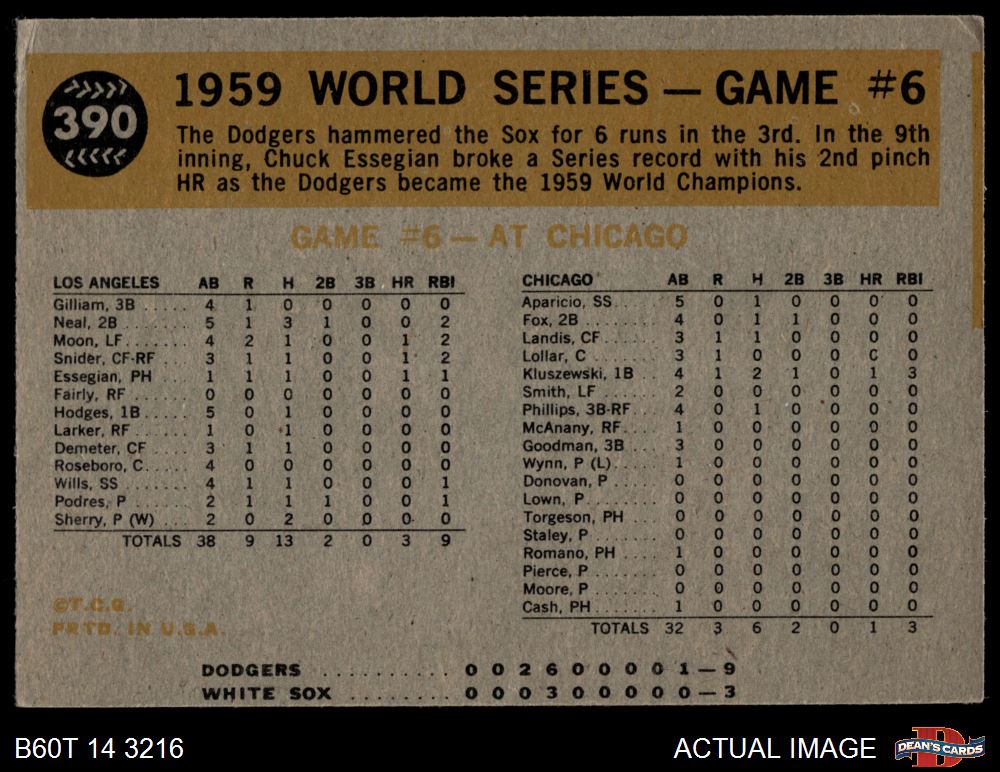 390
1959 WORLD SERIES — GAME #6
The Dodgers hammered the Sox for 6 runs in the 3rd. In the 9th
inning, Chuck Essegian broke a Series record with his 2nd pinch
HR as the Dodgers became the 1959 World Champions.
GAME #6 — AT CHICAGO
LOS ANGELES AB R H 2B 3B HR RBI
Gilliam, 3B ..... 4 1 0 0 0 0 0
Neal, 2B ........ 5 1 3 1 0 0 2
Moon, LF ....... 4 2 1 0 0 1 2
Snider, CF-RF ... 3 1 1 0 0 1 2
Essegian, PH ... 1 1 1 0 0 1 1
Fairly, RF ...... 0 0 0 0 0 0 0
Hodges, 1B ..... 5 0 1 0 0 0 0
Larker, RF ...... 1 0 1 0 0 0 0
Demeter, CF .... 3 1 1 0 0 0 0
Roseboro, C..... 4 0 0 0 0 0 0
Wills, SS ....... 4 1 1 0 0 0 1
Podres, P ....... 2 1 1 1 0 0 1
Sherry, P (W) ... 2 0 2 0 0 0 0
TOTALS 38 9 13 2 0 3 9
©T.C.G.
PRTD. IN U.S.A.
CHICAGO AB R H 2B 3B HR RBI
Aparicio, SS..... 5 0 1 0 0 0 0
Fox, 2B ......... 4 0 1 1 0 0 0
Landis, CF ...... 3 1 1 0 0 0 0
Lollar, C ....... 3 1 0 0 0 0 0
Kluszewski, 1B .. 4 1 2 1 0 1 3
Smith, LF ....... 2 0 0 0 0 0 0
Phillips, 3B-RF.. 4 0 1 0 0 0 0
McAnany, RF..... 1 0 0 0 0 0 0
Goodman, 3B .... 3 0 0 0 0 0 0
Wynn, P (L)..... 1 0 0 0 0 0 0
Donovan, P ..... 0 0 0 0 0 0 0
Lown, P......... 0 0 0 0 0 0 0
Torgeson, PH ... 0 0 0 0 0 0 0
Staley, P ....... 0 0 0 0 0 0 0
Romano, PH .... 1 0 0 0 0 0 0
Pierce, P ....... 0 0 0 0 0 0 0
Moore, P ....... 0 0 0 0 0 0 0
Cash, PH ....... 1 0 0 0 0 0 0
TOTALS 32 3 6 2 0 1 3
DODGERS .......... 0 0 2 6 0 0 0 0 1 — 9
WHITE SOX ........ 0 0 0 3 0 0 0 0 0 — 3
B60T 14 3216
ACTUAL IMAGE
D
DEAN'S CARDS